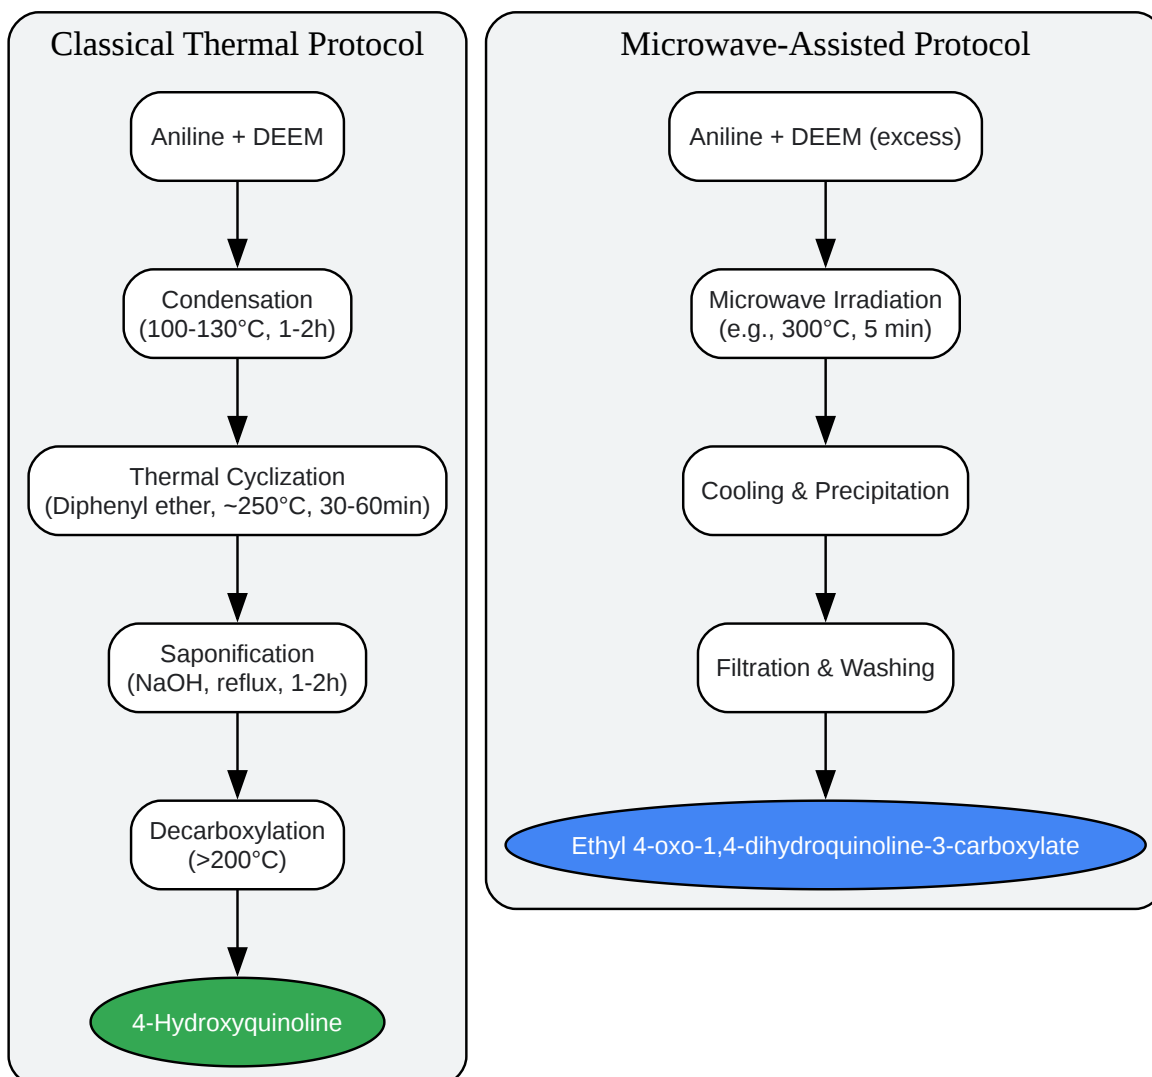 Classical Thermal Protocol
Aniline + DEEM
Condensation
(100-130°C, 1-2h)
Thermal Cyclization
(Diphenyl ether, ~250°C, 30-60min)
Saponification
(NaOH, reflux, 1-2h)
Decarboxylation
(>200°C)
4-Hydroxyquinoline
Microwave-Assisted Protocol
Aniline + DEEM (excess)
Microwave Irradiation
(e.g., 300°C, 5 min)
Cooling & Precipitation
Filtration & Washing
Ethyl 4-oxo-1,4-dihydroquinoline-3-carboxylate